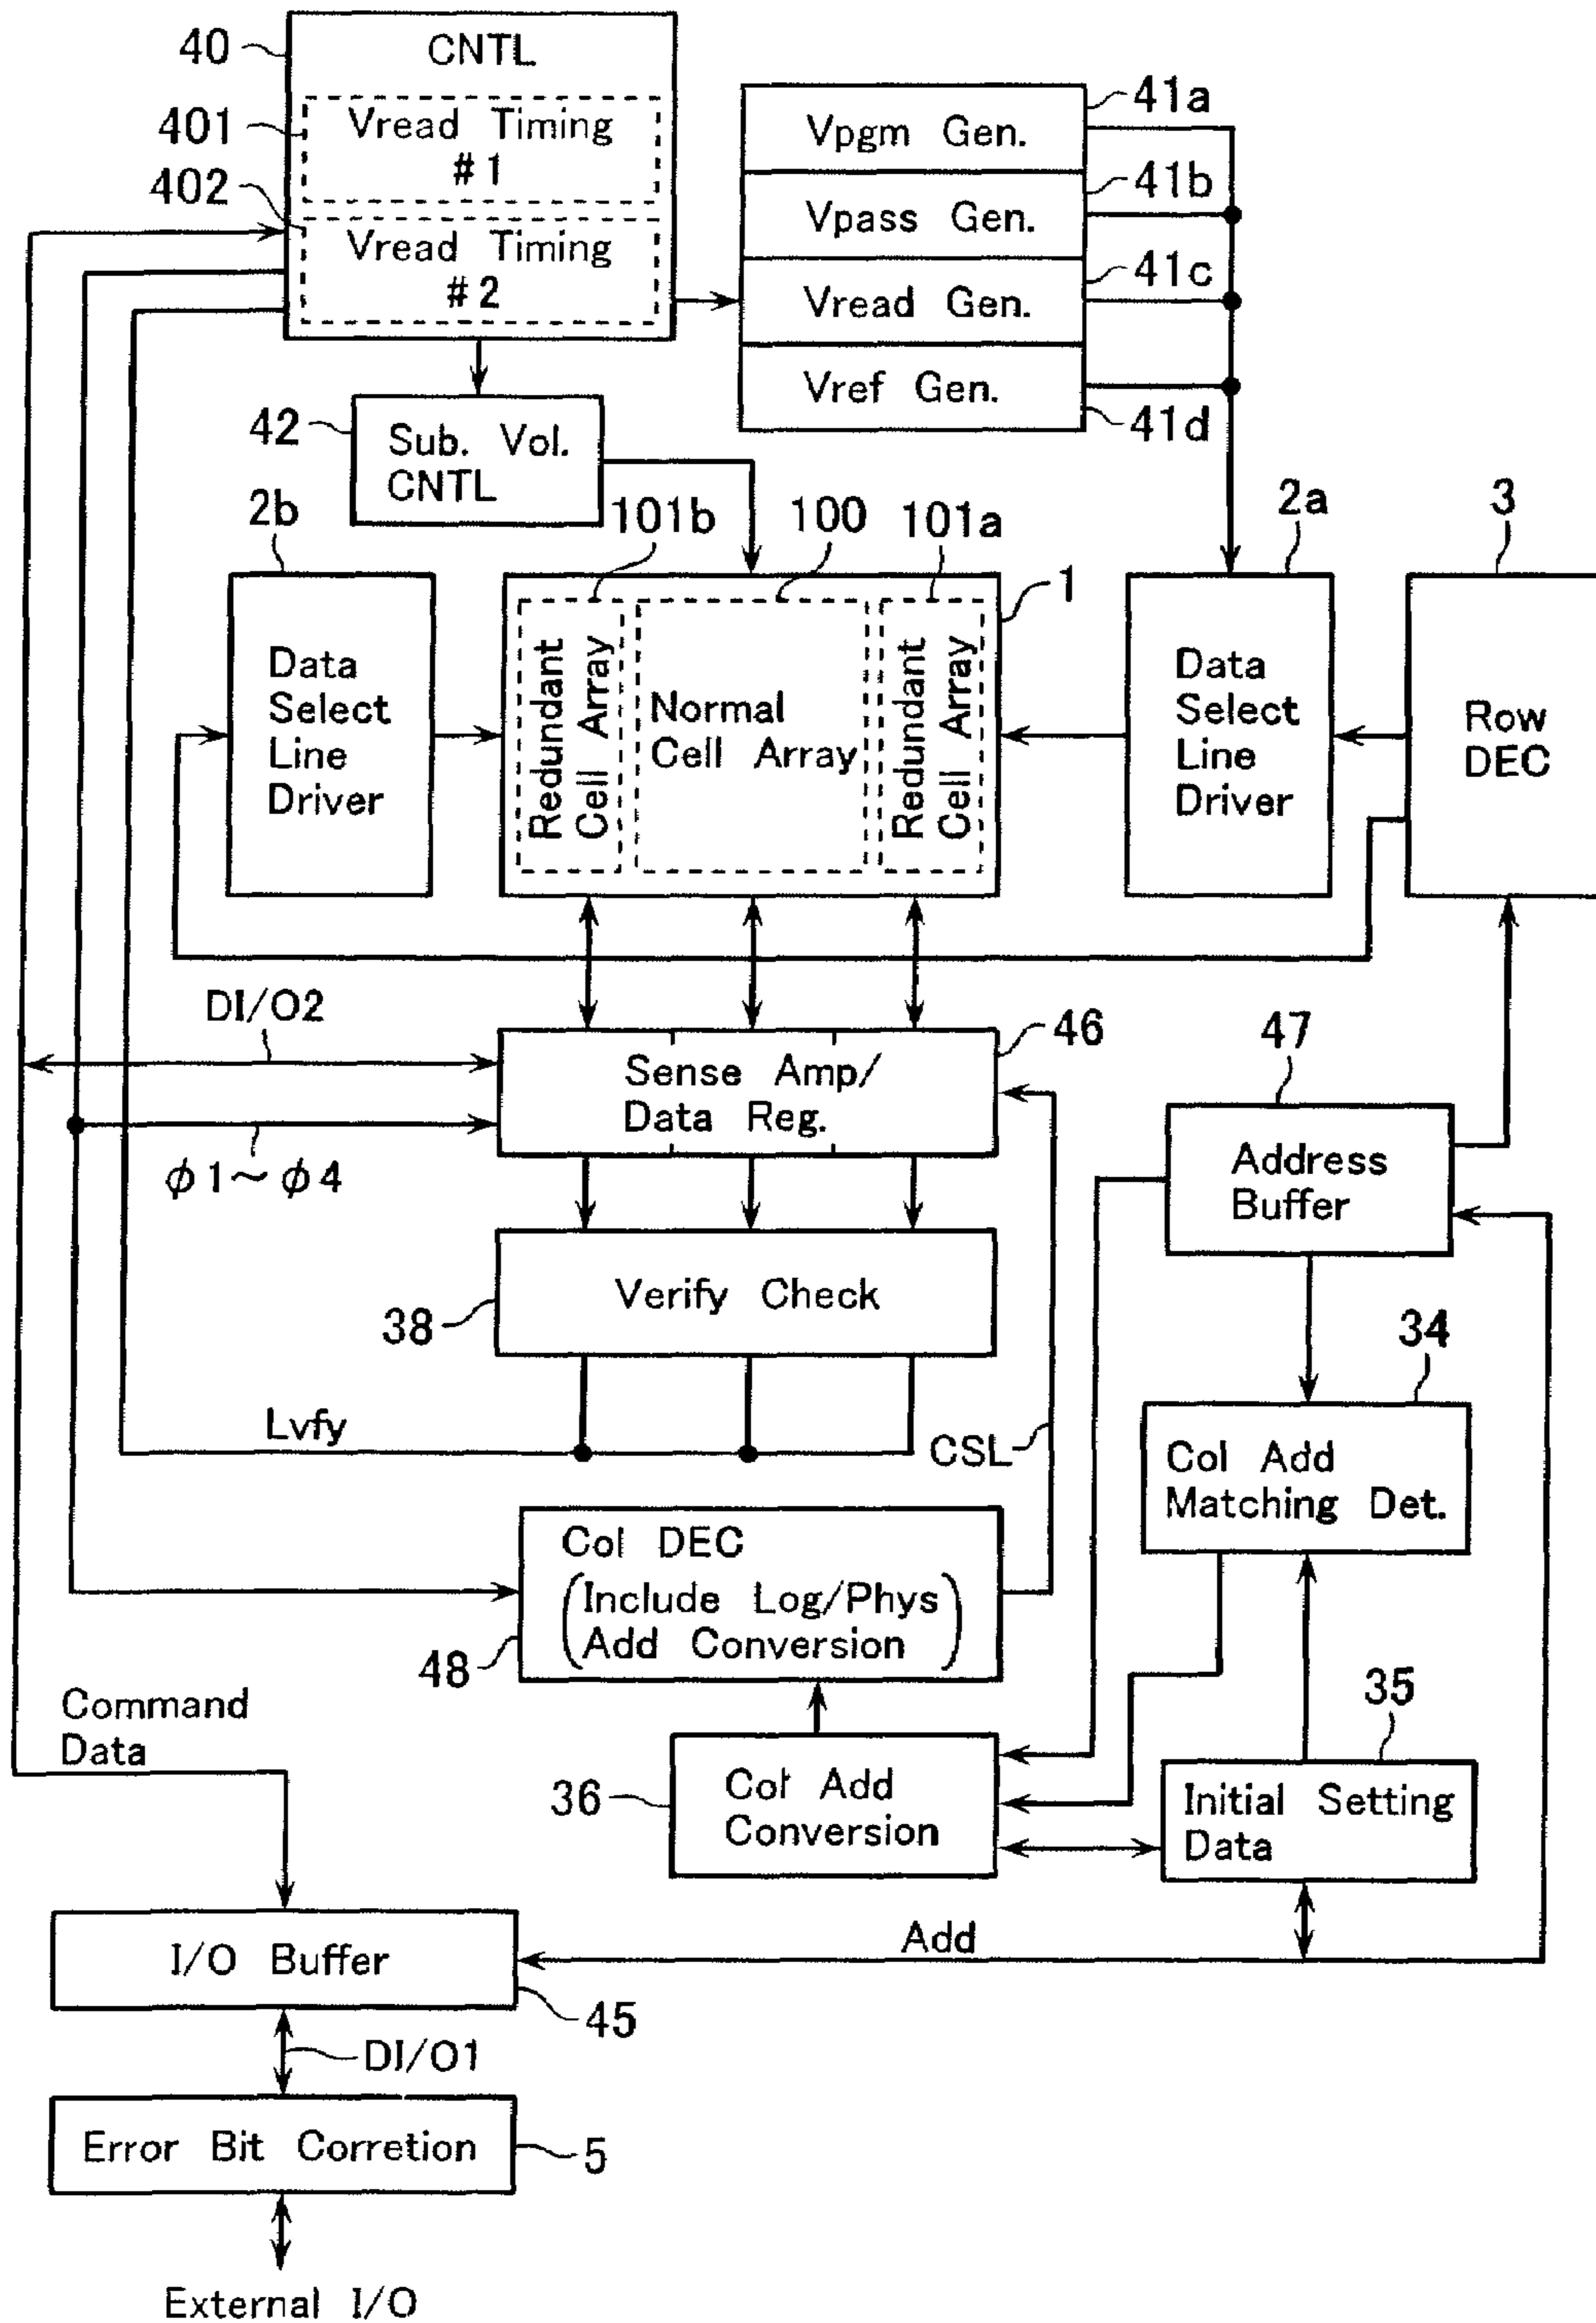 40
CNTL
401
Vread Timing
#1
402
Vread Timing
#2
41a
Vpgm Gen.
41b
Vpass Gen.
41c
Vread Gen.
Vref Gen.
41d
42
Sub. Vol.
CNTL
2b
101b
100
101a
1
2a
3
Data
Select
Line
Driver
Redundant
Cell Array
Normal
Cell Array
Redundant
Cell Array
Data
Select
Line
Driver
Row
DEC
DI/O2
46
Sense Amp/
Data Reg.
φ1~φ4
47
Address
Buffer
Verify Check
38
34
Lvfy
CSL
Col Add
Matching Det.
Col DEC
(Include Log/Phys
Add Conversion)
48
Command
Data
35
36
Col Add
Conversion
Initial Setting
Data
Add
I/O Buffer
45
DI/O1
Error Bit Corretion
5
External I/O